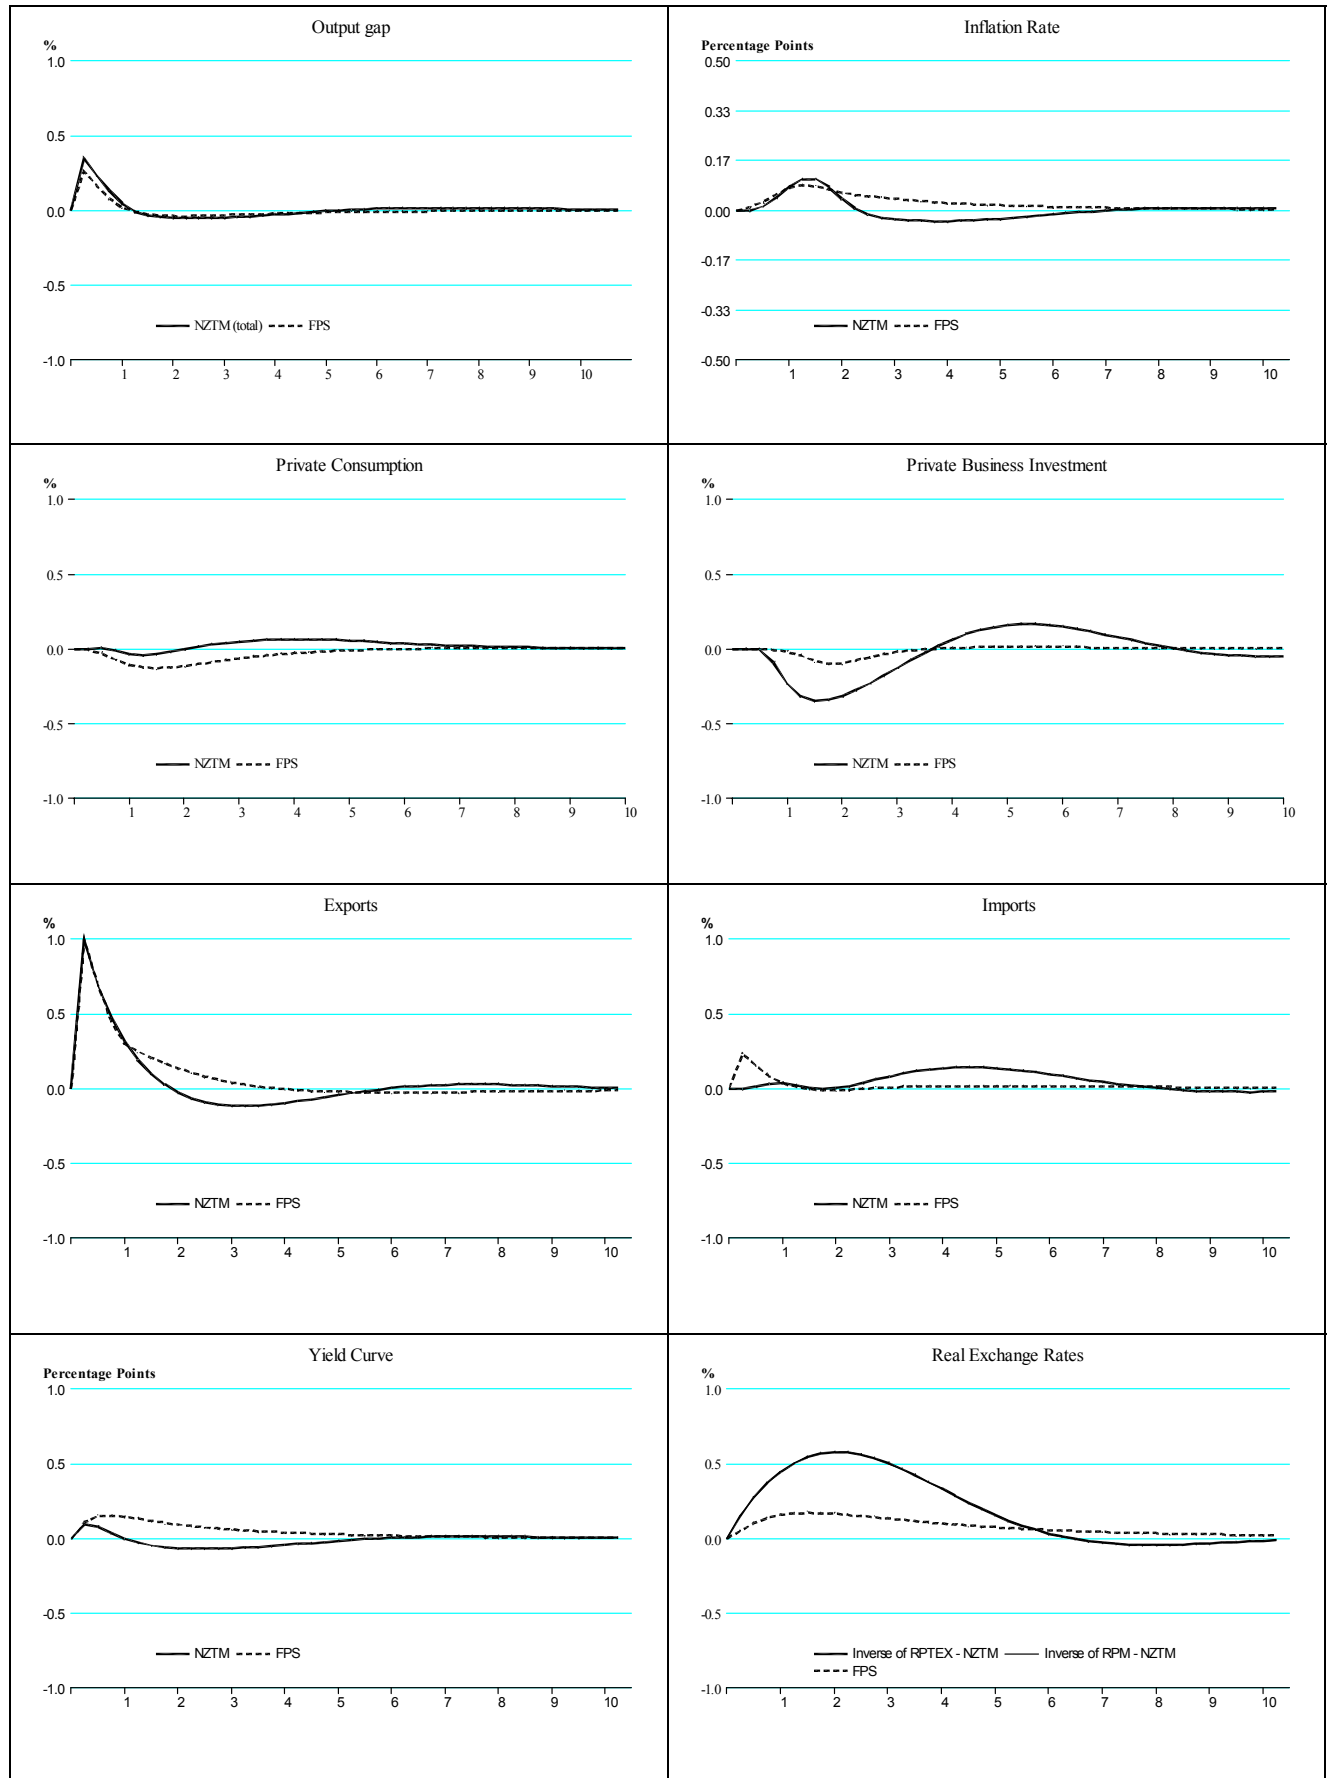 Output gap
%
1.0
0.5
0.0
-0.5
NZTM (total) FPS
-1.0
1 2 3 4 5 6 7 8 9 10
Inflation Rate
Percentage Points
0.50
0.33
0.17
0.00
-0.17
-0.33
NZTM FPS
-0.50
1 2 3 4 5 6 7 8 9 10
Private Consumption
%
1.0
0.5
0.0
-0.5
NZTM FPS
-1.0
1 2 3 4 5 6 7 8 9 10
Private Business Investment
%
1.0
0.5
0.0
-0.5
NZTM FPS
-1.0
1 2 3 4 5 6 7 8 9 10
Exports
%
1.0
0.5
0.0
-0.5
NZTM FPS
-1.0
1 2 3 4 5 6 7 8 9 10
Imports
%
1.0
0.5
0.0
-0.5
NZTM FPS
-1.0
1 2 3 4 5 6 7 8 9 10
Yield Curve
Percentage Points
1.0
0.5
0.0
-0.5
NZTM FPS
-1.0
1 2 3 4 5 6 7 8 9 10
Real Exchange Rates
%
1.0
0.5
0.0
-0.5
Inverse of RPTEX - NZTM Inverse of RPM - NZTM
FPS
-1.0
1 2 3 4 5 6 7 8 9 10